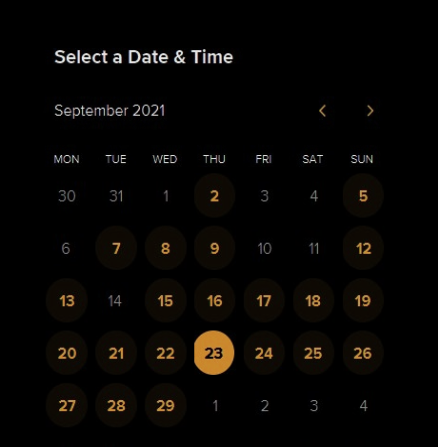 Select a Date & Time
September 2021 < >
MON TUE WED THU FRI SAT SUN
30 31 1 2 3 4 5
6 7 8 9 10 11 12
13 14 15 16 17 18 19
20 21 22 23 24 25 26
27 28 29 1 2 3 4